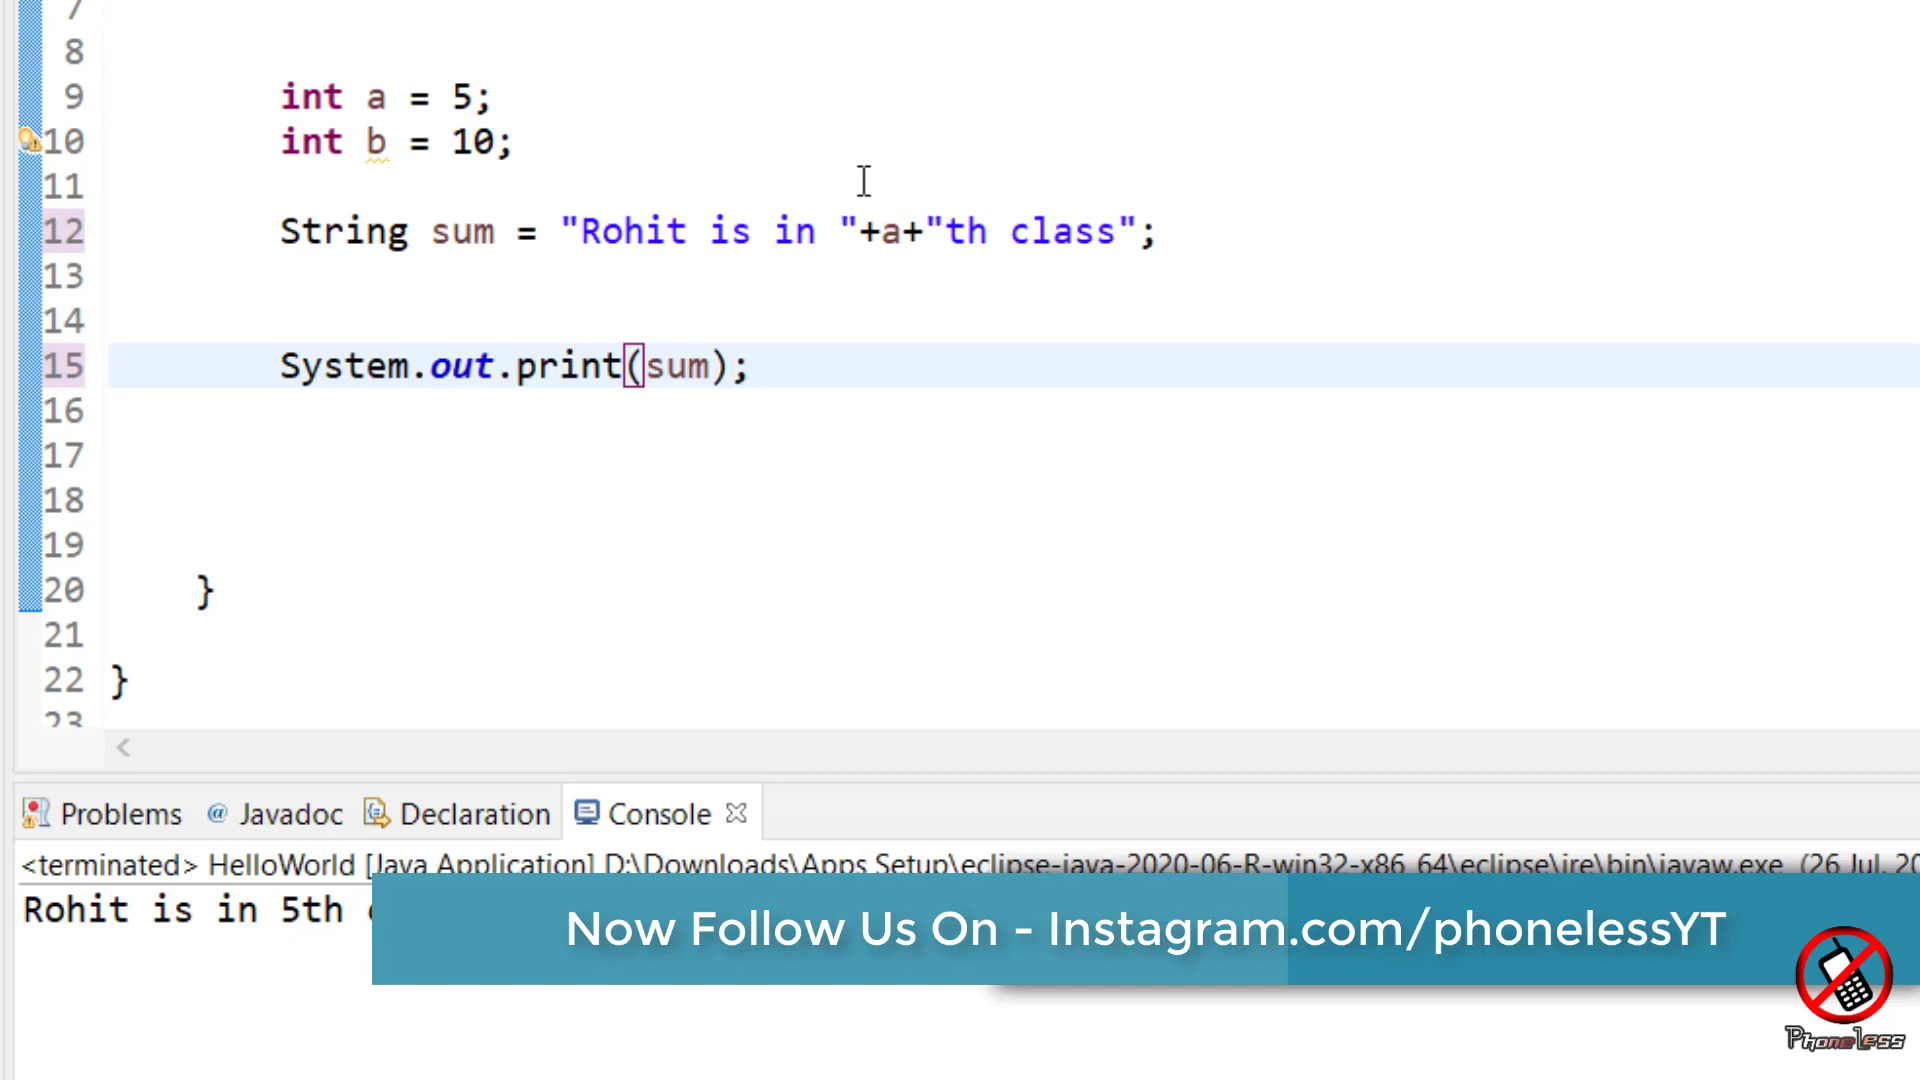 7
8
9 int a = 5;
10 int b = 10;
11
12 String sum = "Rohit is in "+a+"th class";
13
14
15 System.out.print(sum);
16
17
18
19
20 }
21
22 }
23
Problems @ Javadoc Declaration Console
<terminated> HelloWorld [Java Application] D:\Downloads\Apps Setup\eclipse-java-2020-06-R-win32-x86_64\eclipse\jre\bin\javaw.exe (26 Jul, 20
Rohit is in 5th
Now Follow Us On - Instagram.com/phonelessYT
Phoneless